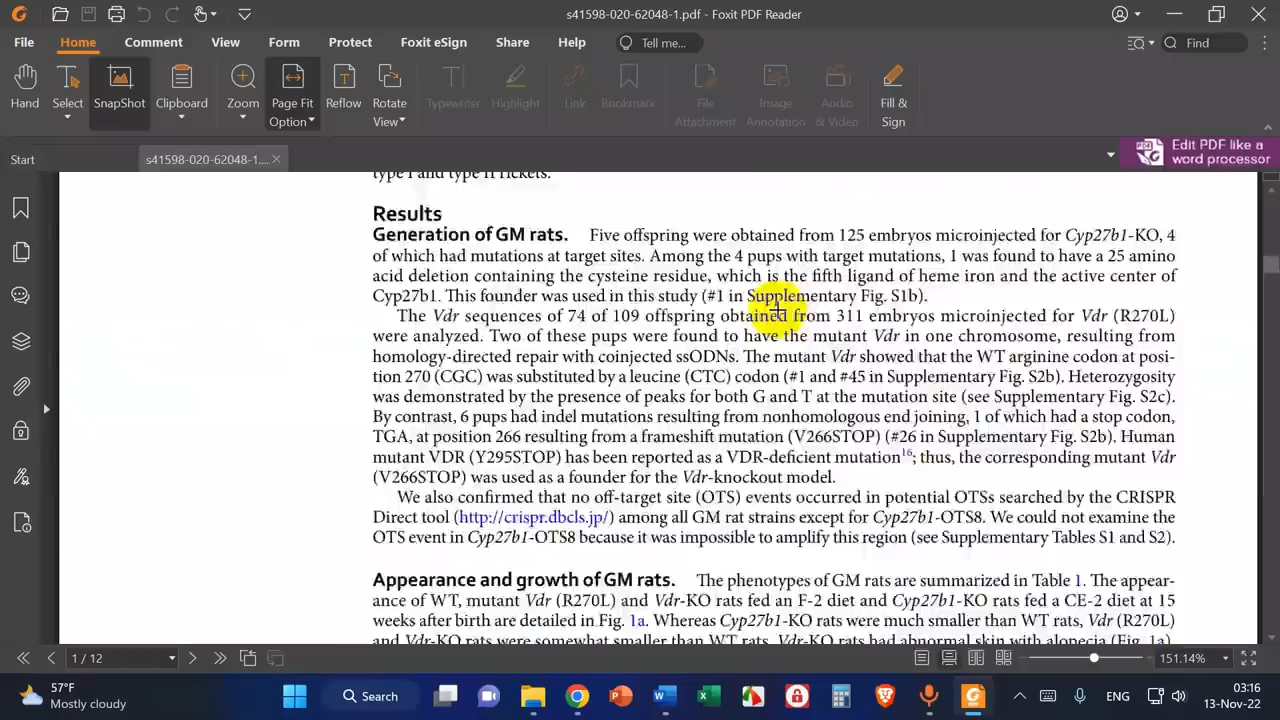 s41598-020-62048-1.pdf - Foxit PDF Reader
File Home Comment View Form Protect Foxit eSign Share Help Tell me... Find
Hand Select SnapShot Clipboard Zoom Page Fit Option Reflow Rotate View Typewriter Highlight Link Bookmark File Attachment Image Annotation Audio & Video Fill & Sign
Start s41598-020-62048-1.... Edit PDF like a word processor
type I and type II rickets.
Results
Generation of GM rats. Five offspring were obtained from 125 embryos microinjected for Cyp27b1-KO, 4
of which had mutations at target sites. Among the 4 pups with target mutations, 1 was found to have a 25 amino
acid deletion containing the cysteine residue, which is the fifth ligand of heme iron and the active center of
Cyp27b1. This founder was used in this study (#1 in Supplementary Fig. S1b).
The Vdr sequences of 74 of 109 offspring obtained from 311 embryos microinjected for Vdr (R270L)
were analyzed. Two of these pups were found to have the mutant Vdr in one chromosome, resulting from
homology-directed repair with coinjected ssODNs. The mutant Vdr showed that the WT arginine codon at posi-
tion 270 (CGC) was substituted by a leucine (CTC) codon (#1 and #45 in Supplementary Fig. S2b). Heterozygosity
was demonstrated by the presence of peaks for both G and T at the mutation site (see Supplementary Fig. S2c).
By contrast, 6 pups had indel mutations resulting from nonhomologous end joining, 1 of which had a stop codon,
TGA, at position 266 resulting from a frameshift mutation (V266STOP) (#26 in Supplementary Fig. S2b). Human
mutant VDR (Y295STOP) has been reported as a VDR-deficient mutation16; thus, the corresponding mutant Vdr
(V266STOP) was used as a founder for the Vdr-knockout model.
We also confirmed that no off-target site (OTS) events occurred in potential OTSs searched by the CRISPR
Direct tool (http://crispr.dbcls.jp/) among all GM rat strains except for Cyp27b1-OTS8. We could not examine the
OTS event in Cyp27b1-OTS8 because it was impossible to amplify this region (see Supplementary Tables S1 and S2).
Appearance and growth of GM rats. The phenotypes of GM rats are summarized in Table 1. The appear-
ance of WT, mutant Vdr (R270L) and Vdr-KO rats fed an F-2 diet and Cyp27b1-KO rats fed a CE-2 diet at 15
weeks after birth are detailed in Fig. 1a. Whereas Cyp27b1-KO rats were much smaller than WT rats, Vdr (R270L)
and Vdr-KO rats were somewhat smaller than WT rats. Vdr-KO rats had abnormal skin with alopecia (Fig. 1a).
1 / 12 151.14%
57°F
Mostly cloudy
Search
ENG
03:16
13-Nov-22